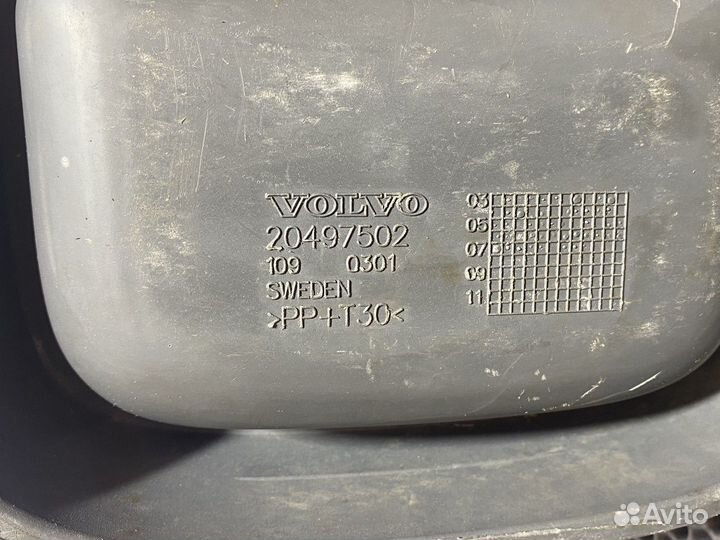 VOLVO
20497502
109 0301
SWEDEN
>PP+T30<
03
05
07
09
11
Avito